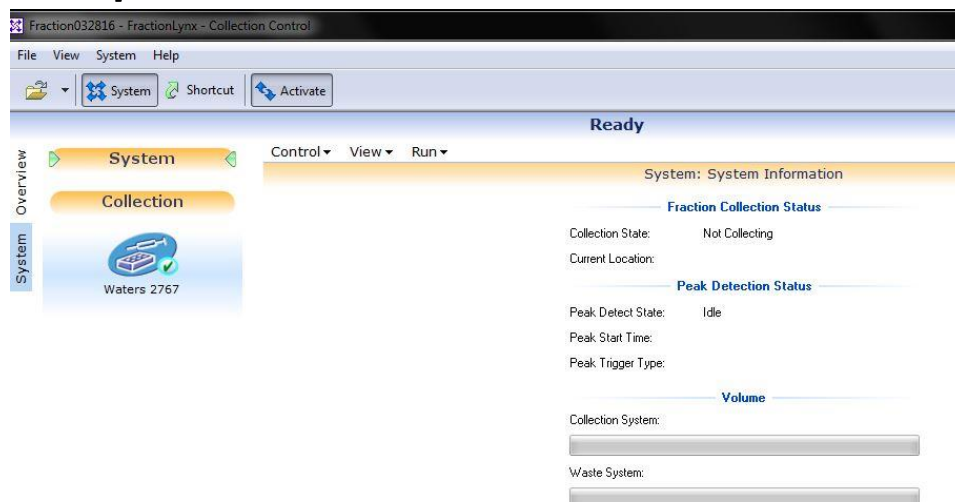 Fraction032816 - FractionLynx - Collection Control
File View System Help
System Shortcut Activate
Ready
Overview
System
System
Collection
Waters 2767
Control View Run
System: System Information
Fraction Collection Status
Collection State: Not Collecting
Current Location:
Peak Detection Status
Peak Detect State: Idle
Peak Start Time:
Peak Trigger Type:
Volume
Collection System:
Waste System: